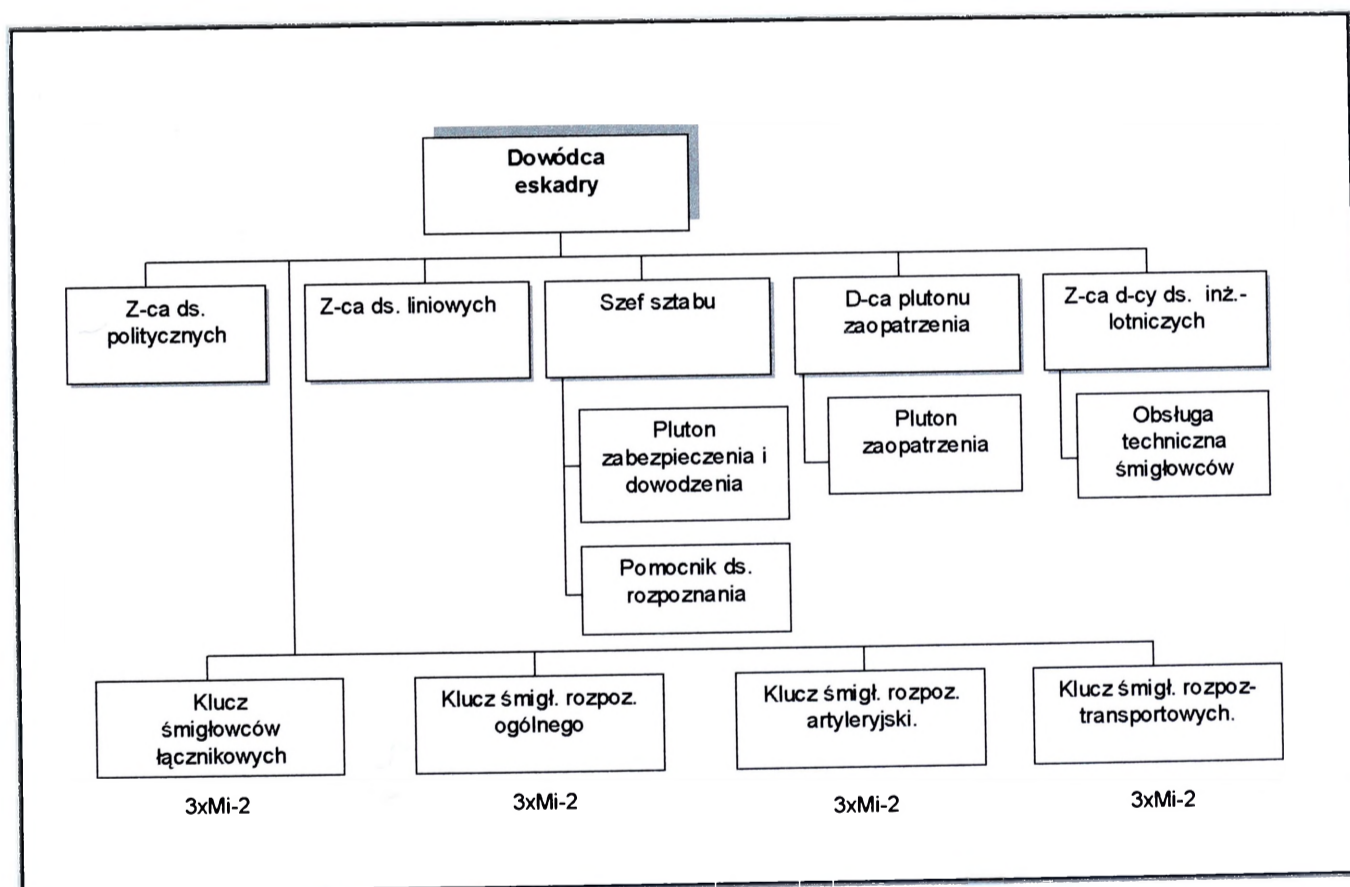 Dowódca
eskadry
Z-ca ds.
politycznych
Z-ca ds. liniowych
Szef sztabu
D-ca plutonu
zaopatrzenia
Z-ca d-cy ds. inż.-
lotniczych
Pluton
zabezpieczenia i
dowodzenia
Pluton
zaopatrzenia
Obsługa
techniczna
śmigłowców
Pomocnik ds.
rozpoznania
Klucz
śmigłowców
łącznikowych
Klucz śmigł. rozpoz.
ogólnego
Klucz śmigł. rozpoz.
artyleryjski.
Klucz śmigł. rozpoz-
transportowych.
3xMi-2
3xMi-2
3xMi-2
3xMi-2